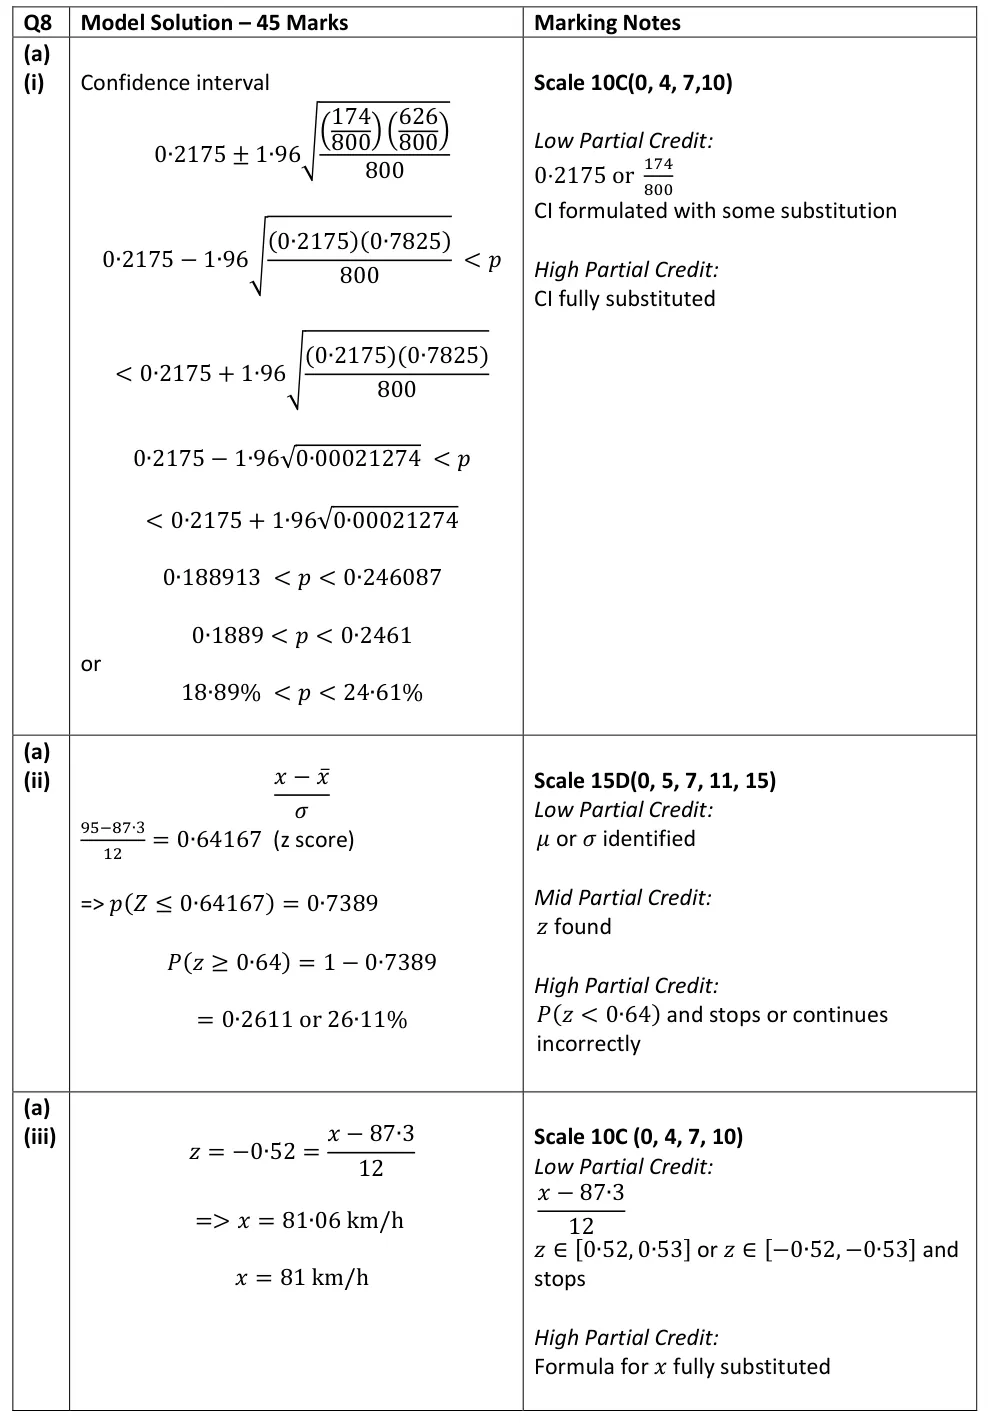 Q8 Model Solution – 45 Marks Marking Notes
(a)
(i) Confidence interval
0·2175 ± 1·96√((174/800)(626/800)/800)
0·2175 − 1·96√((0·2175)(0·7825)/800) < p
< 0·2175 + 1·96√((0·2175)(0·7825)/800)
0·2175 − 1·96√0·00021274 < p
< 0·2175 + 1·96√0·00021274
0·188913 < p < 0·246087
0·1889 < p < 0·2461
or
18·89% < p < 24·61%
Scale 10C(0, 4, 7,10)
Low Partial Credit:
0·2175 or 174/800
CI formulated with some substitution
High Partial Credit:
CI fully substituted
(a)
(ii)
(x − x̄)/σ
(95−87·3)/12 = 0·64167 (z score)
=> p(Z ≤ 0·64167) = 0·7389
P(z ≥ 0·64) = 1 − 0·7389
= 0·2611 or 26·11%
Scale 15D(0, 5, 7, 11, 15)
Low Partial Credit:
μ or σ identified
Mid Partial Credit:
z found
High Partial Credit:
P(z < 0·64) and stops or continues
incorrectly
(a)
(iii)
z = −0·52 = (x − 87·3)/12
=> x = 81·06 km/h
x = 81 km/h
Scale 10C (0, 4, 7, 10)
Low Partial Credit:
(x − 87·3)/12
z ∈ [0·52, 0·53] or z ∈ [−0·52, −0·53] and
stops
High Partial Credit:
Formula for x fully substituted